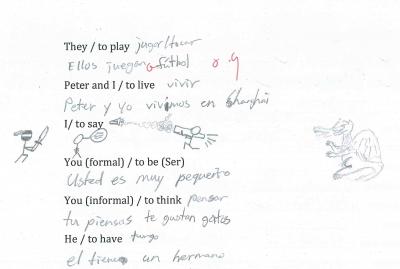 They / to play jugar/tocar
Ellos juegan a fútbol
Peter and I / to live vivir
Peter y yo vivimos en Shanghai
I/ to say
You (formal) / to be (Ser)
Usted es muy pequeño
You (informal) / to think pensar
tu piensas te gustan
He / to have tengo
el tiene un hermano